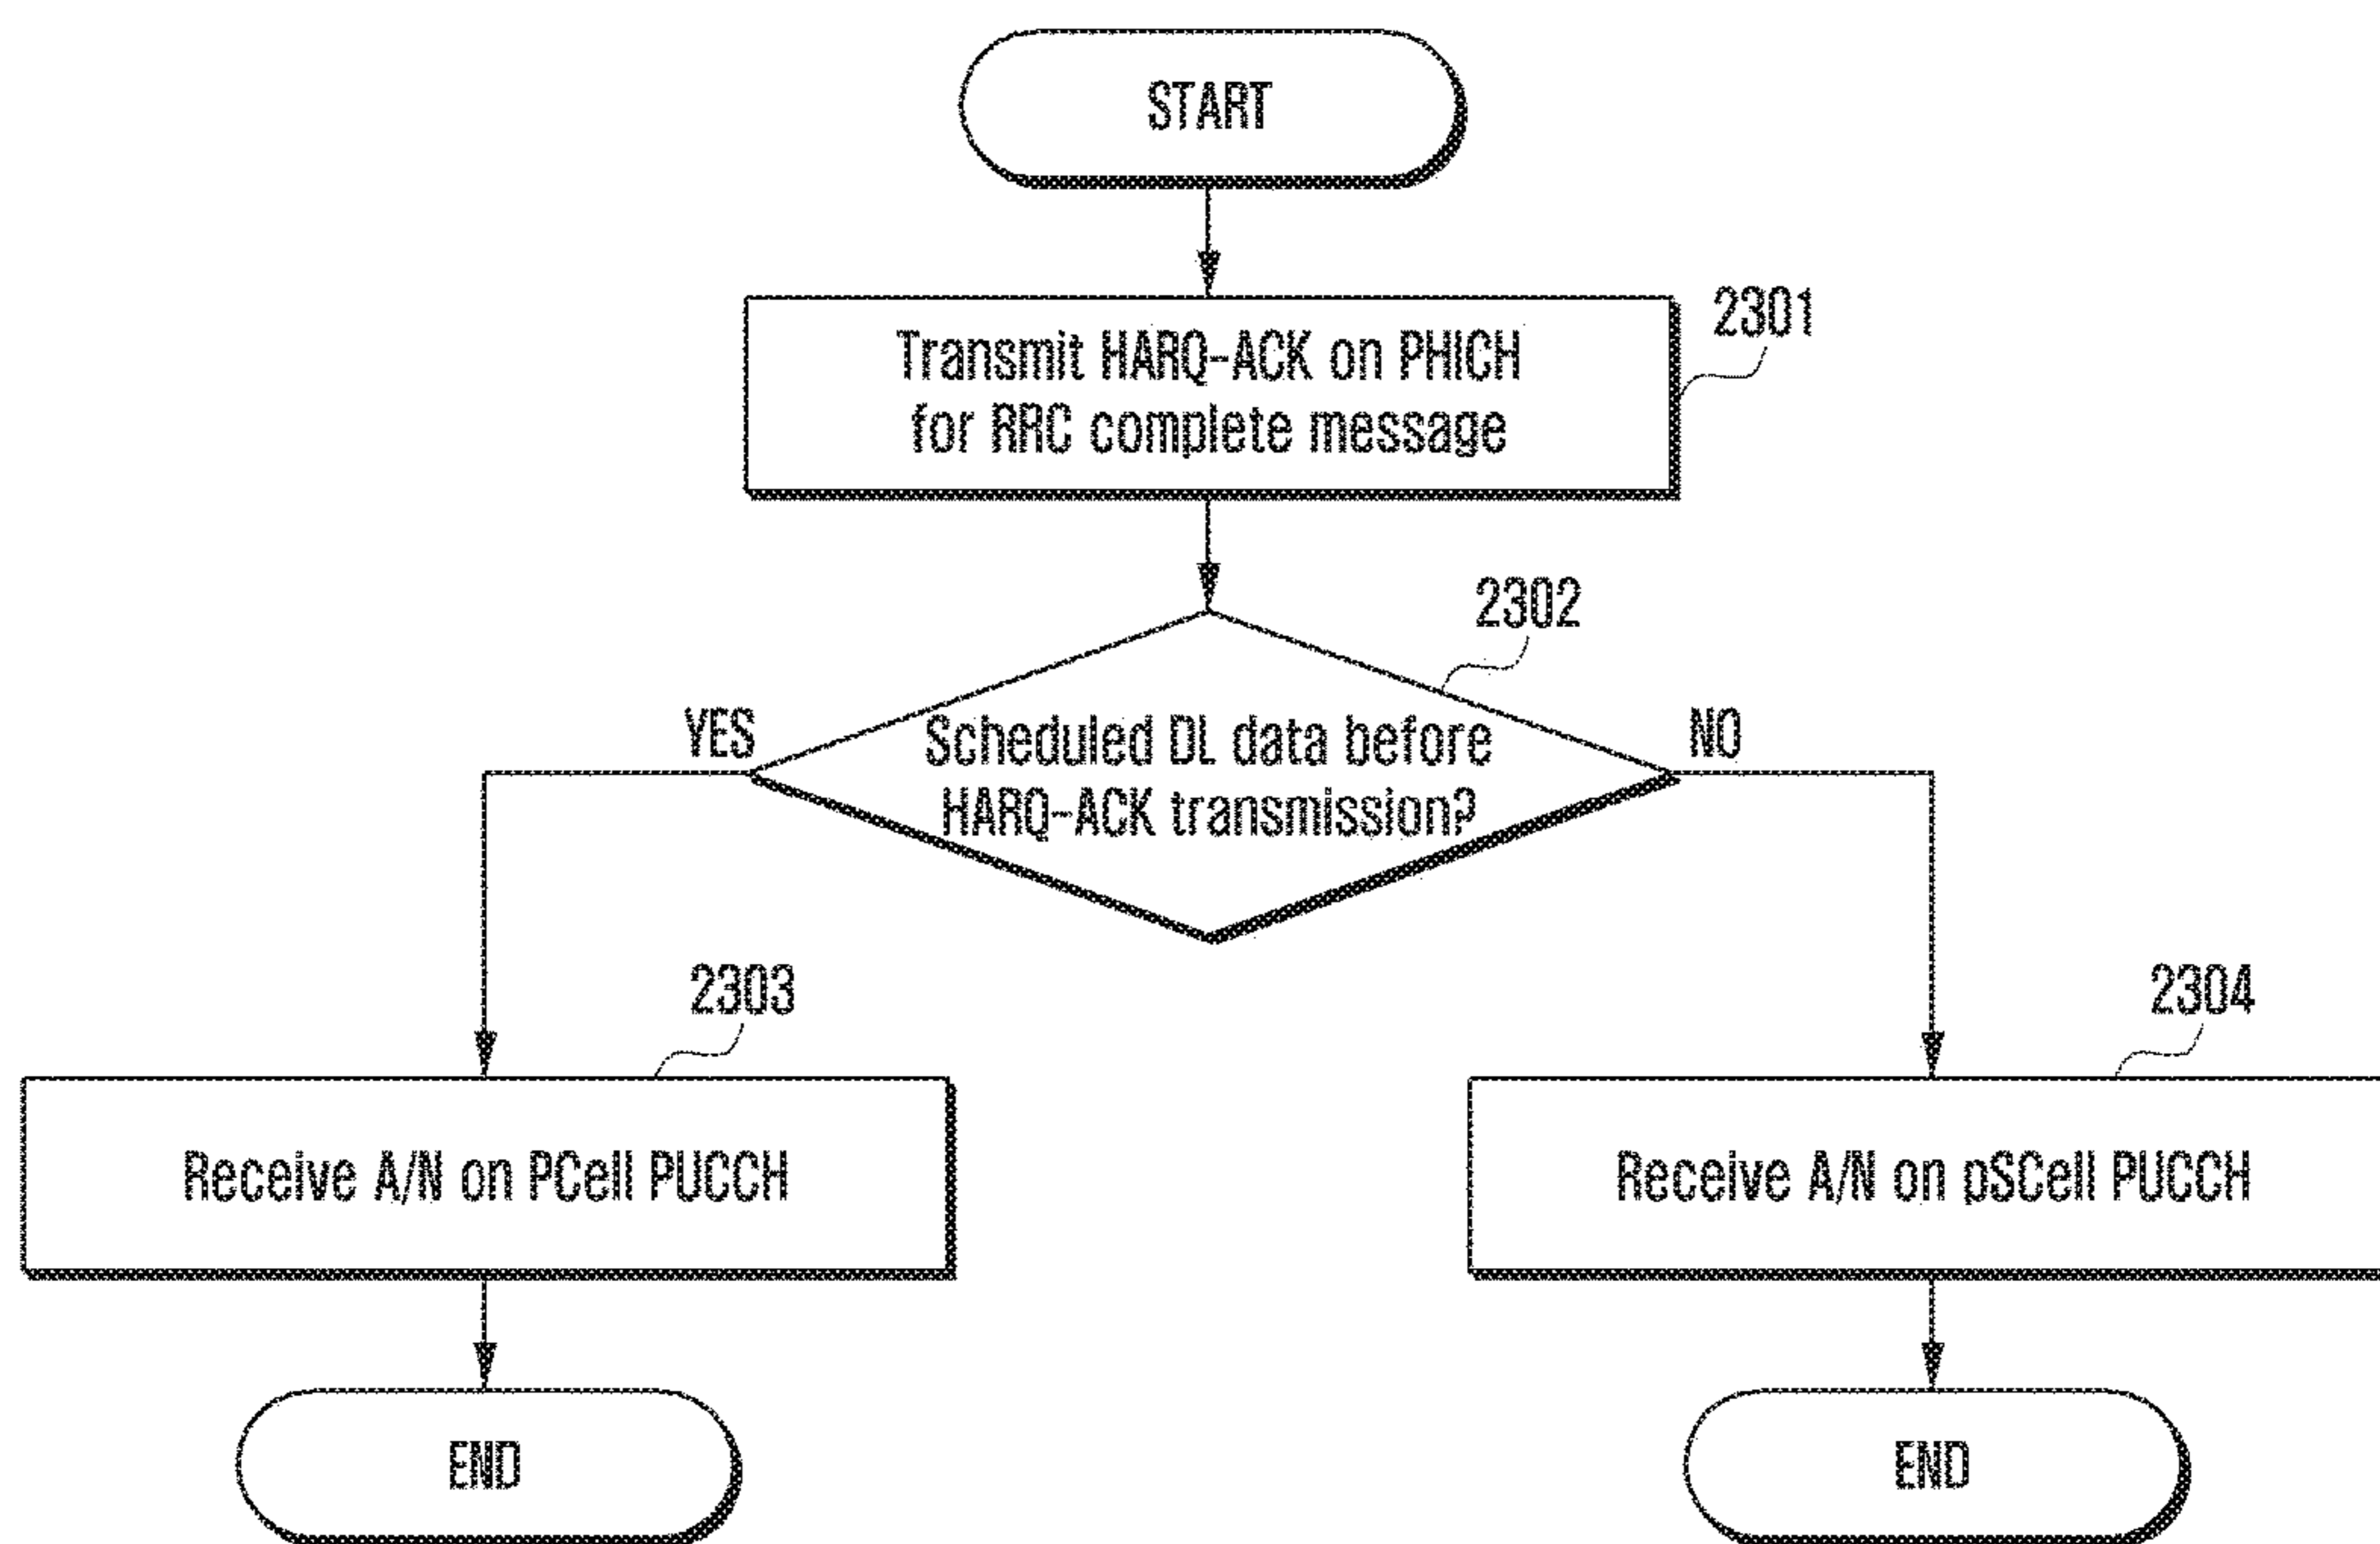 START
2301
Transmit HARQ-ACK on PHICH
for RRC complete message
2302
YES
Scheduled DL data before
NO
HARQ-ACK transmission?
2303
2304
Receive A/N on PCell PUCCH
Receive A/N on pSCell PUCCH
END
END